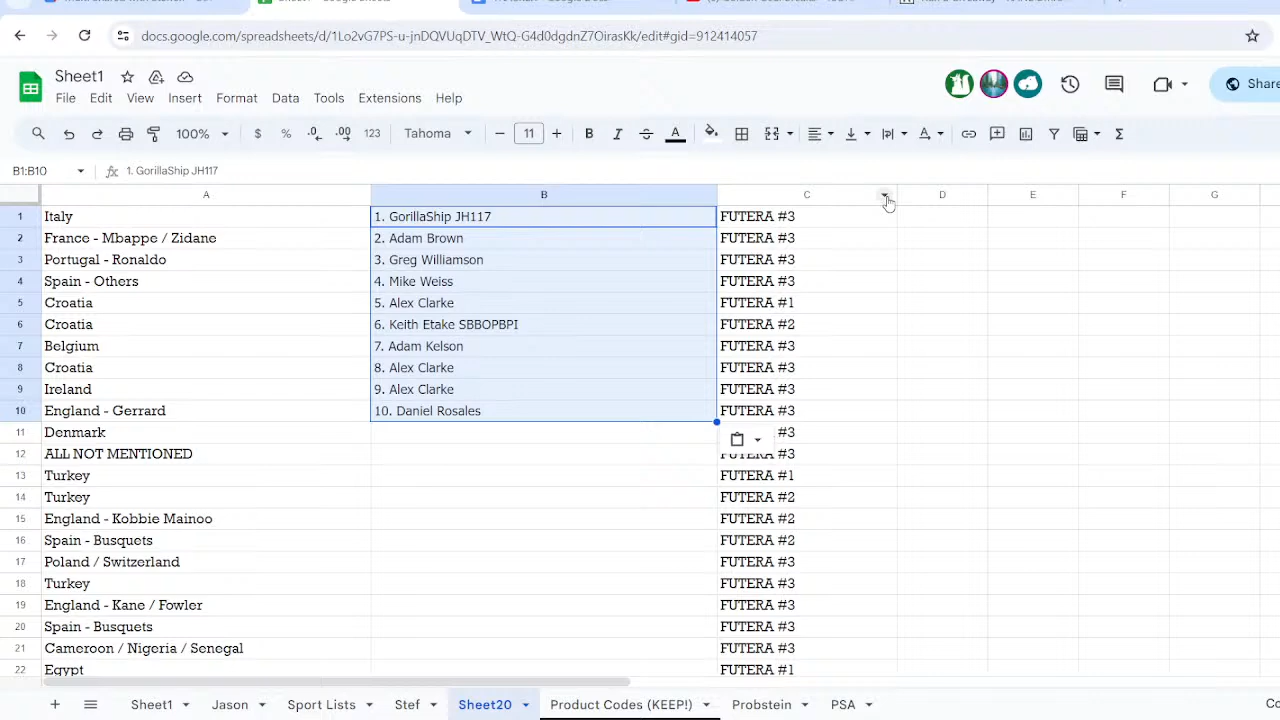 docs.google.com/spreadsheets/d/1Lo2vG7PS-u-jnDQVUqDTV_WtQ-G4d0dgdnZ7OirasKk/edit#gid=912414057
Sheet1
File Edit View Insert Format Data Tools Extensions Help
Share
100% $ % .0 .00 123 Tahoma 11 B I A
B1:B10 fx 1. GorillaShip JH117
A B C D E F G
1 Italy 1. GorillaShip JH117 FUTERA #3
2 France - Mbappe / Zidane 2. Adam Brown FUTERA #3
3 Portugal - Ronaldo 3. Greg Williamson FUTERA #3
4 Spain - Others 4. Mike Weiss FUTERA #3
5 Croatia 5. Alex Clarke FUTERA #1
6 Croatia 6. Keith Etake SBBOPBPI FUTERA #2
7 Belgium 7. Adam Kelson FUTERA #3
8 Croatia 8. Alex Clarke FUTERA #3
9 Ireland 9. Alex Clarke FUTERA #3
10 England - Gerrard 10. Daniel Rosales FUTERA #3
11 Denmark #3
12 ALL NOT MENTIONED FUTERA #3
13 Turkey FUTERA #1
14 Turkey FUTERA #2
15 England - Kobbie Mainoo FUTERA #2
16 Spain - Busquets FUTERA #2
17 Poland / Switzerland FUTERA #3
18 Turkey FUTERA #3
19 England - Kane / Fowler FUTERA #3
20 Spain - Busquets FUTERA #3
21 Cameroon / Nigeria / Senegal FUTERA #3
22 Egypt FUTERA #1
Sheet1 Jason Sport Lists Stef Sheet20 Product Codes (KEEP!) Probstein PSA